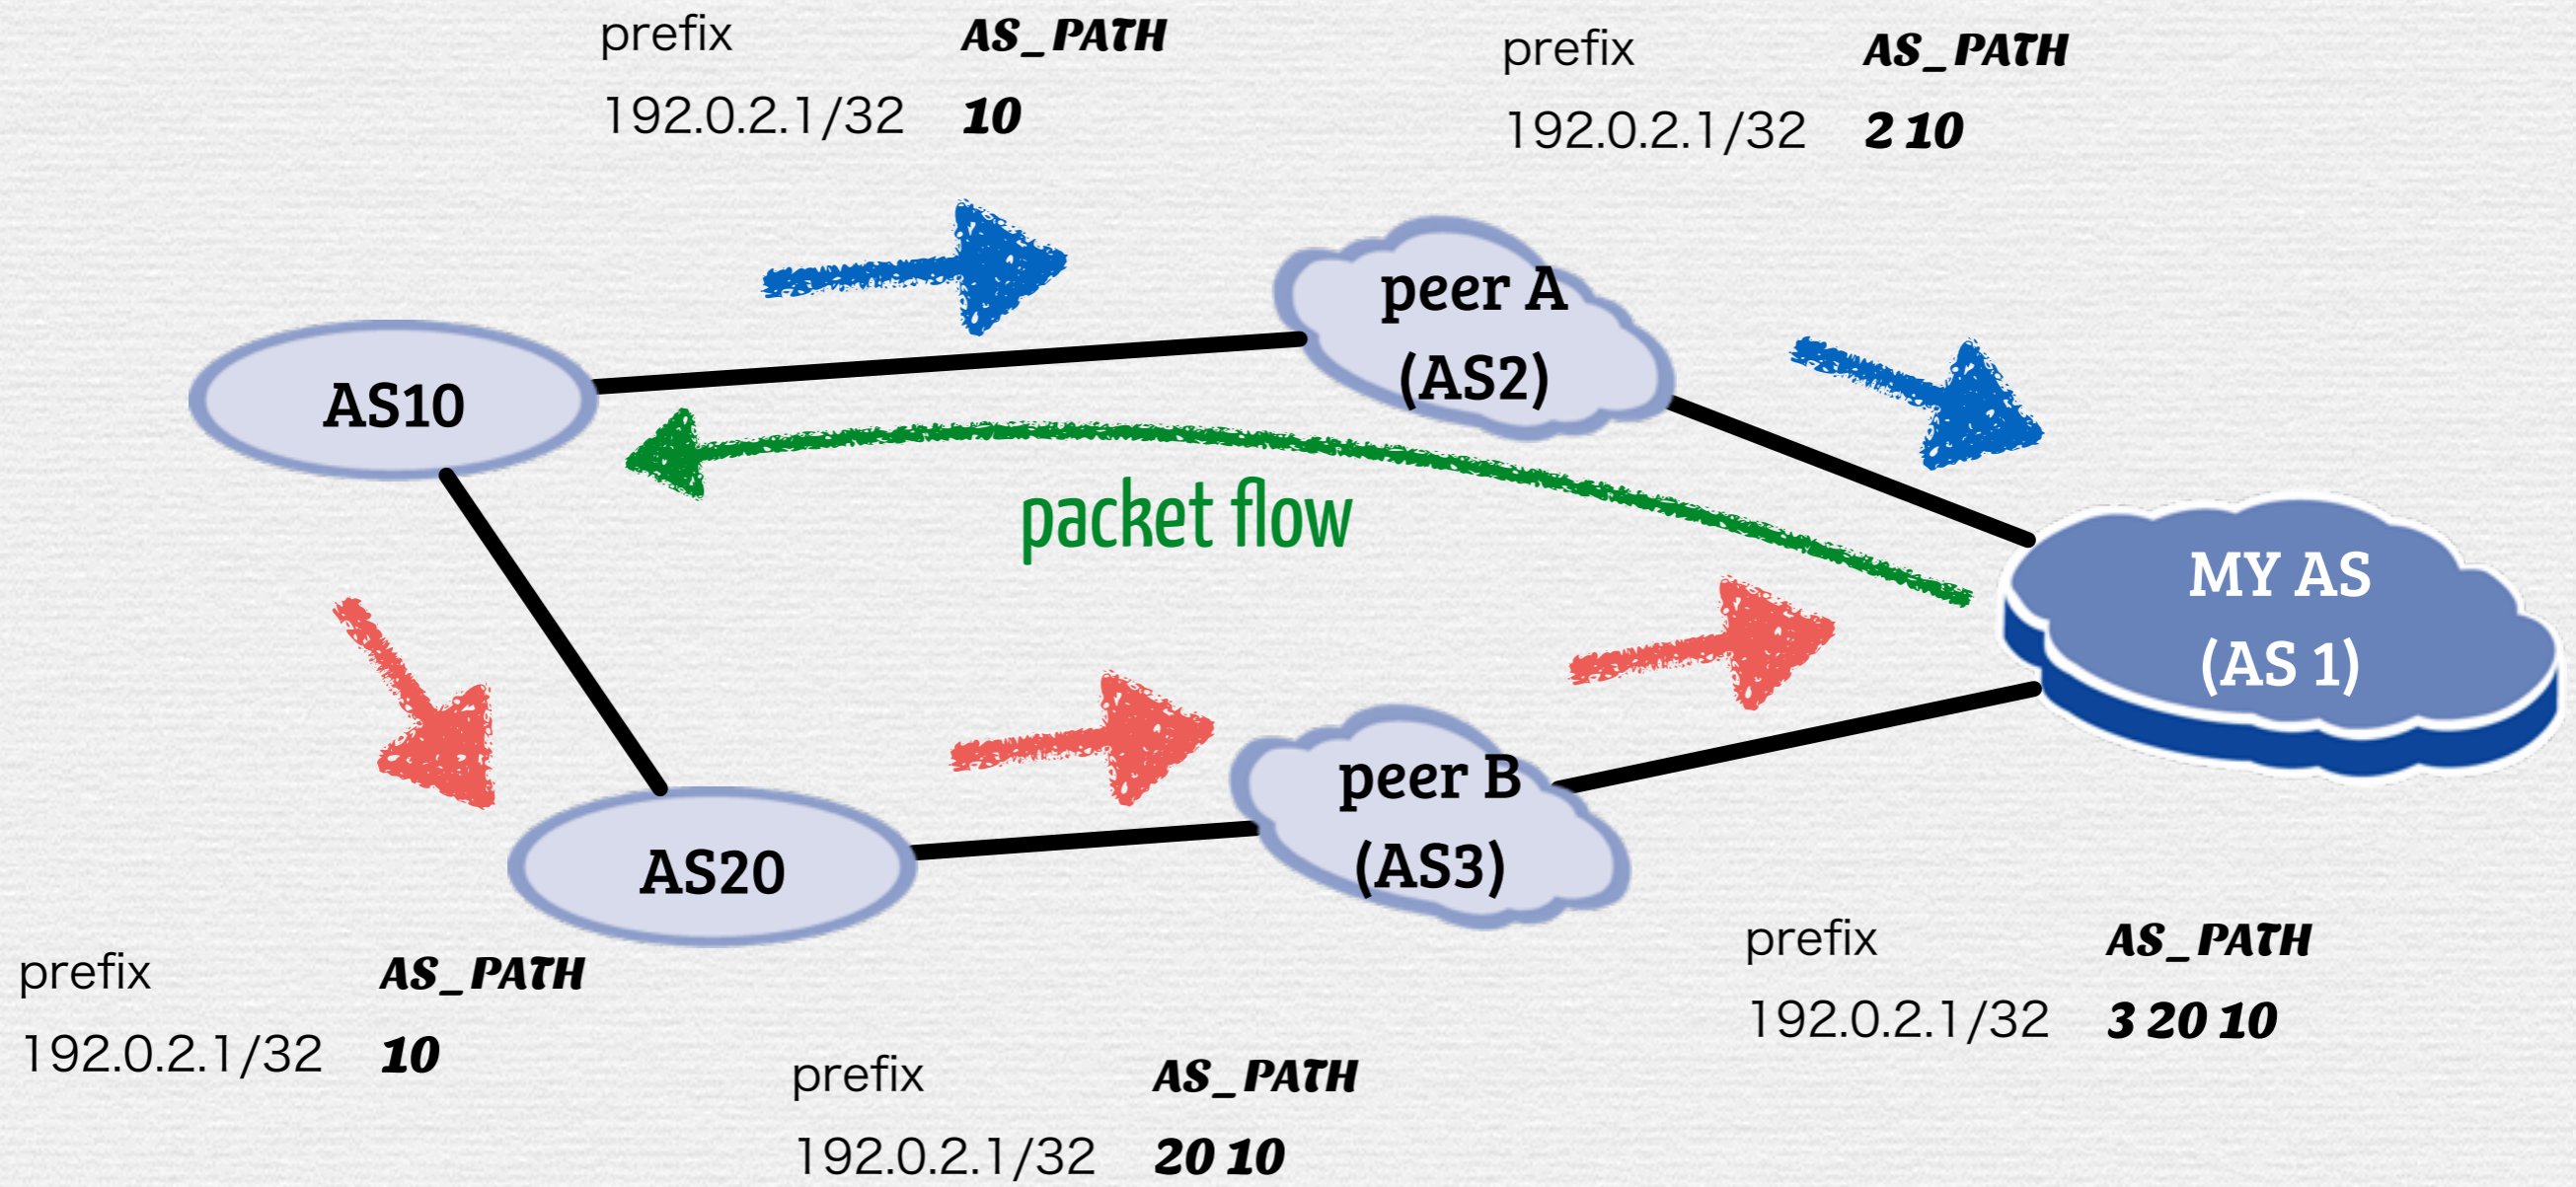 prefix AS_PATH
192.0.2.1/32 10
prefix AS_PATH
192.0.2.1/32 2 10
peer A
(AS2)
AS10
packet flow
MY AS
(AS 1)
peer B
(AS3)
AS20
prefix AS_PATH
192.0.2.1/32 3 20 10
prefix AS_PATH
192.0.2.1/32 10
prefix AS_PATH
192.0.2.1/32 20 10